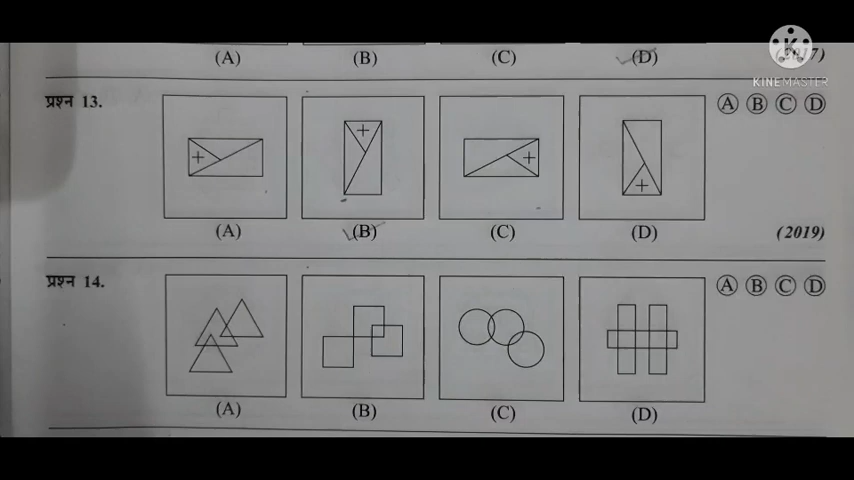 (A) (B) (C) (D)
K
KINEMASTER
प्रश्न 13. A B C D
+ + + +
(A) (B) (C) (D) (2019)
प्रश्न 14. A B C D
(A) (B) (C) (D)